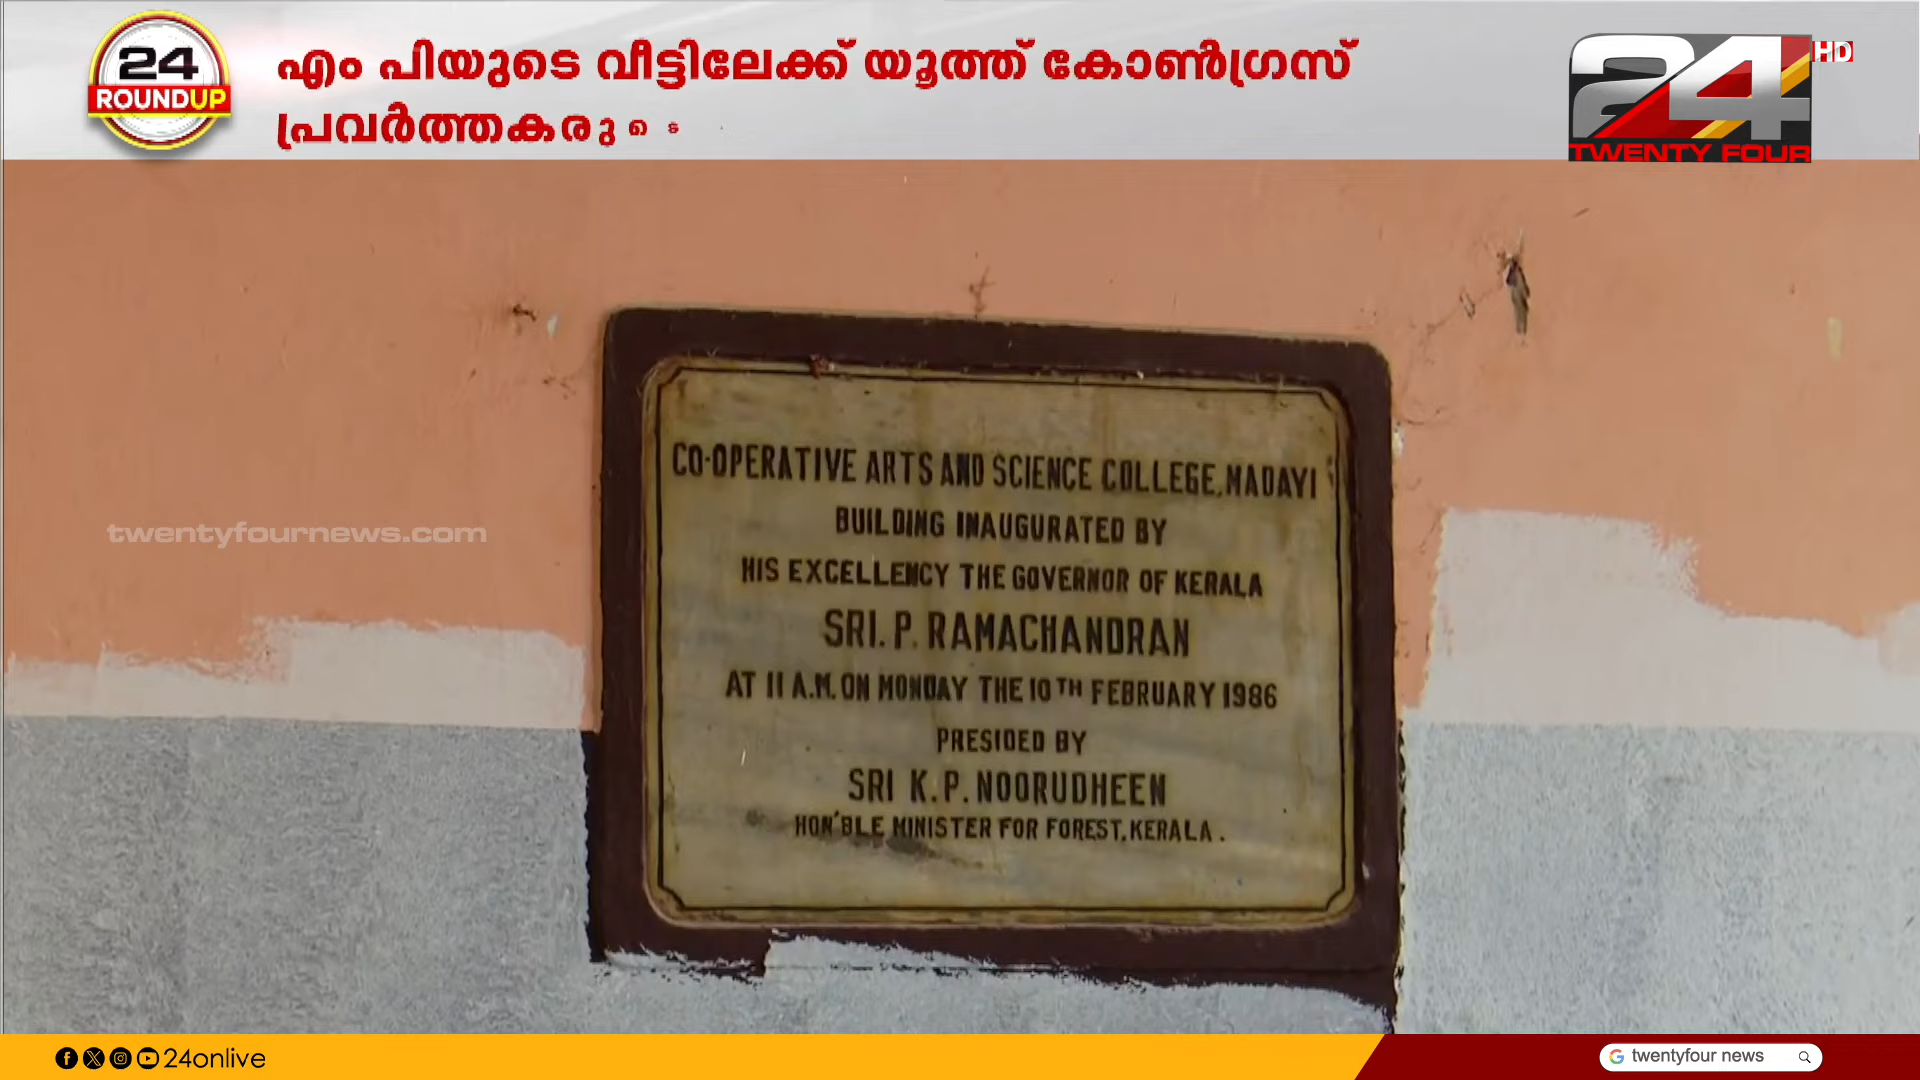 24
ROUNDUP
എം പിയുടെ വീട്ടിലേക്ക് യൂത്ത് കോൺഗ്രസ്
പ്രവർത്തകരുടെ
24
HD
TWENTY FOUR
CO-OPERATIVE ARTS AND SCIENCE COLLEGE, MADAYI
BUILDING INAUGURATED BY
HIS EXCELLENCY THE GOVERNOR OF KERALA
SRI. P. RAMACHANDRAN
AT 11 A.M. ON MONDAY THE 10TH FEBRUARY 1986
PRESIDED BY
SRI K.P. NOORUDHEEN
HON'BLE MINISTER FOR FOREST, KERALA.
twentyfournews.com
24onlive
twentyfour news